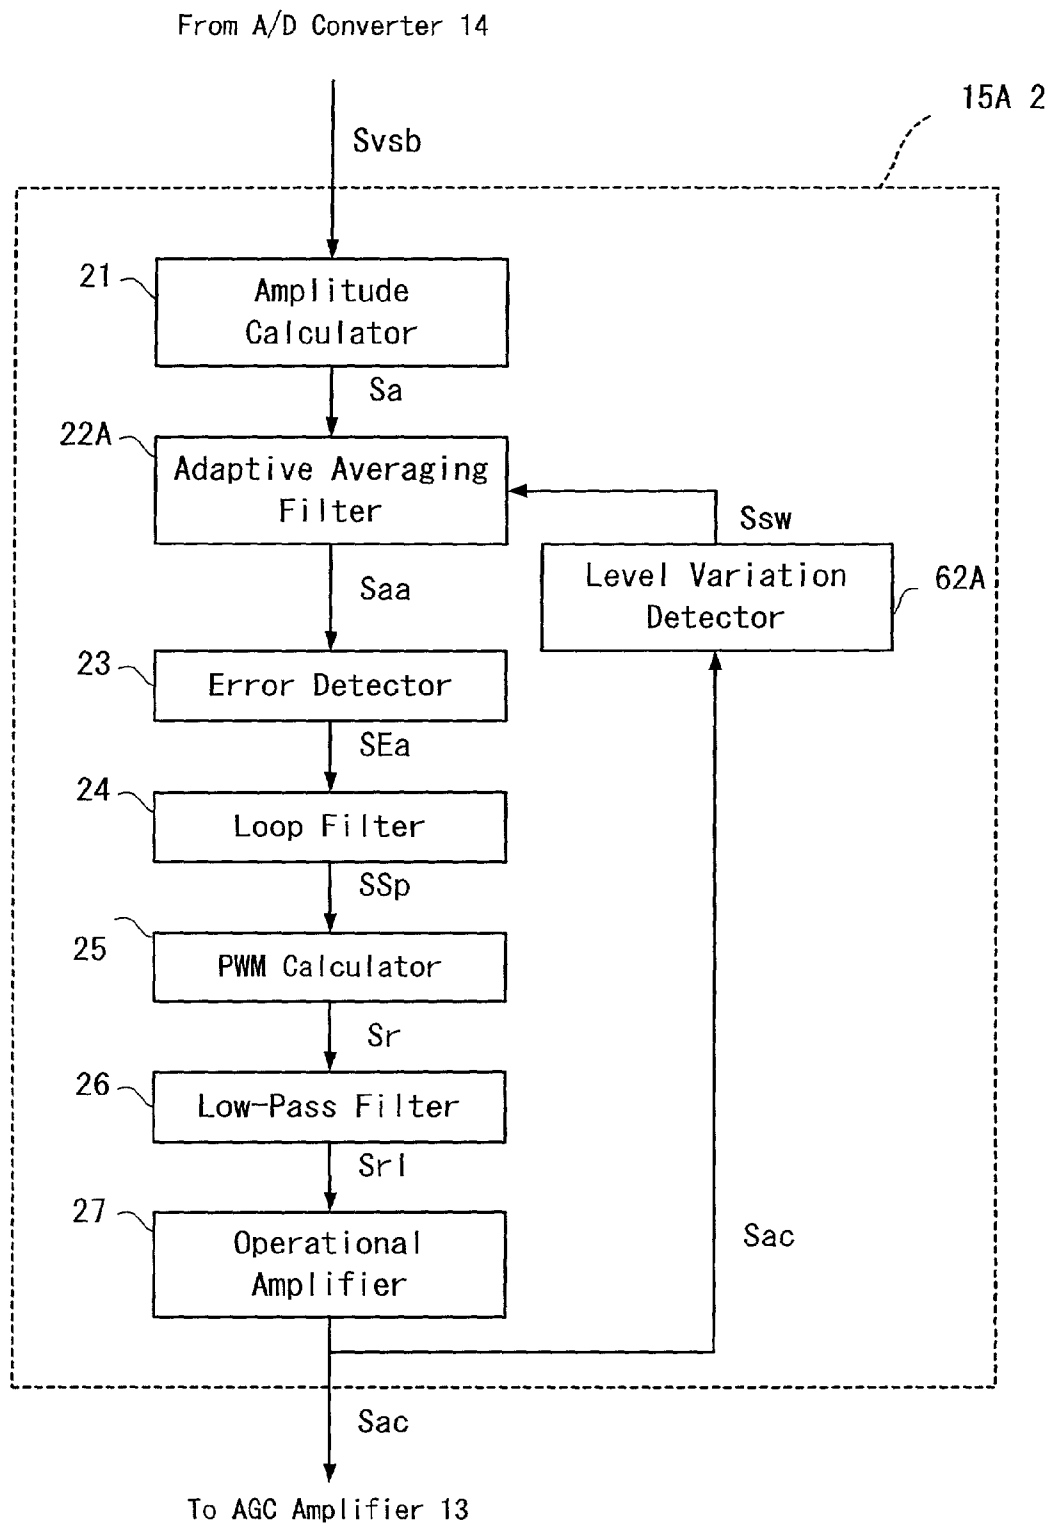 From A/D Converter 14
15A 2
Svsb
21
Amplitude
Calculator
Sa
22A
Adaptive Averaging
Filter
Ssw
Level Variation
Detector
62A
Saa
23
Error Detector
SEa
24
Loop Filter
SSp
25
PWM Calculator
Sr
26
Low-Pass Filter
Srl
27
Operational
Amplifier
Sac
Sac
To AGC Amplifier 13